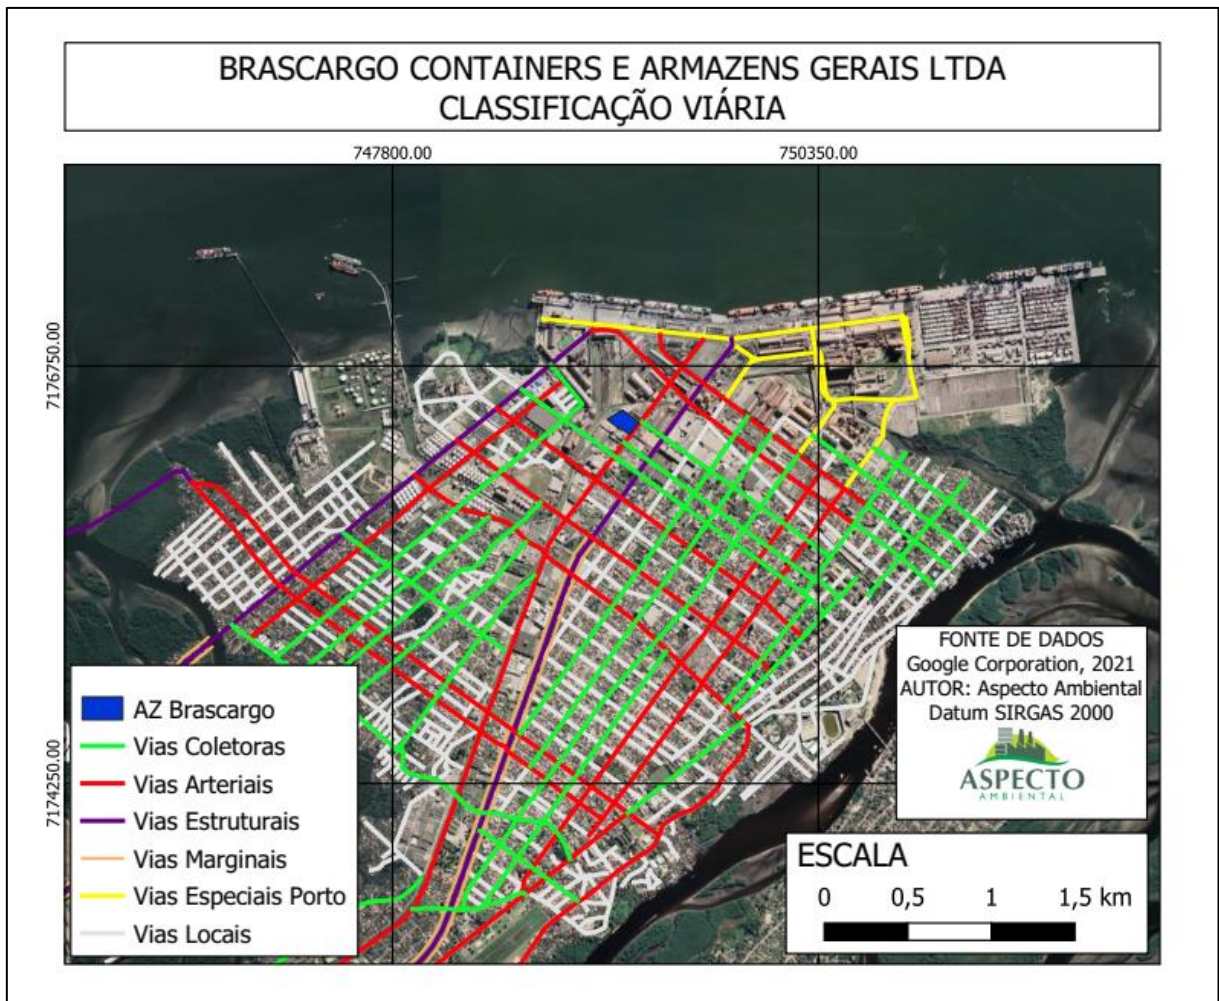 BRASCARGO CONTAINERS E ARMAZENS GERAIS LTDA
CLASSIFICAÇÃO VIÁRIA
747800.00
750350.00
7176750.00
7174250.00
AZ Brascargo
Vias Coletoras
Vias Arteriais
Vias Estruturais
Vias Marginais
Vias Especiais Porto
Vias Locais
FONTE DE DADOS
Google Corporation, 2021
AUTOR: Aspecto Ambiental
Datum SIRGAS 2000
ASPECTO
AMBIENTAL
ESCALA
0 0,5 1 1,5 km